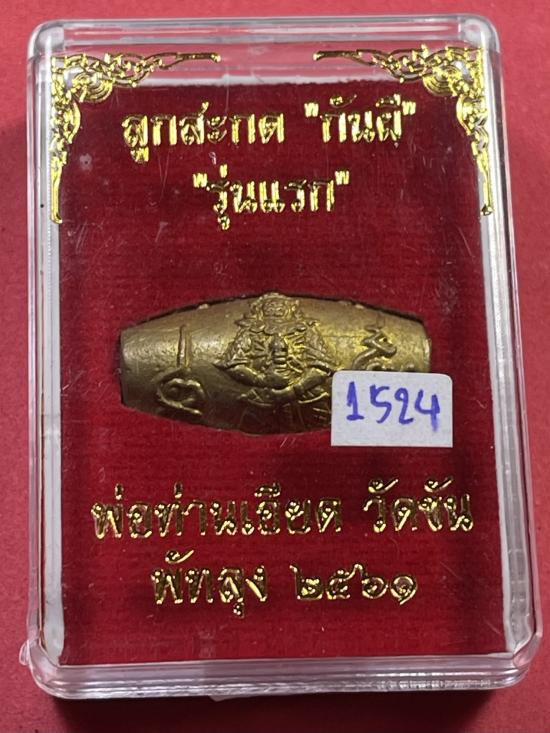 ลูกสะกด "กันผี"
"รุ่นแรก"
1524
พ่อท่านเอียด วัดชัน
พัทลุง ๒๕๖๑